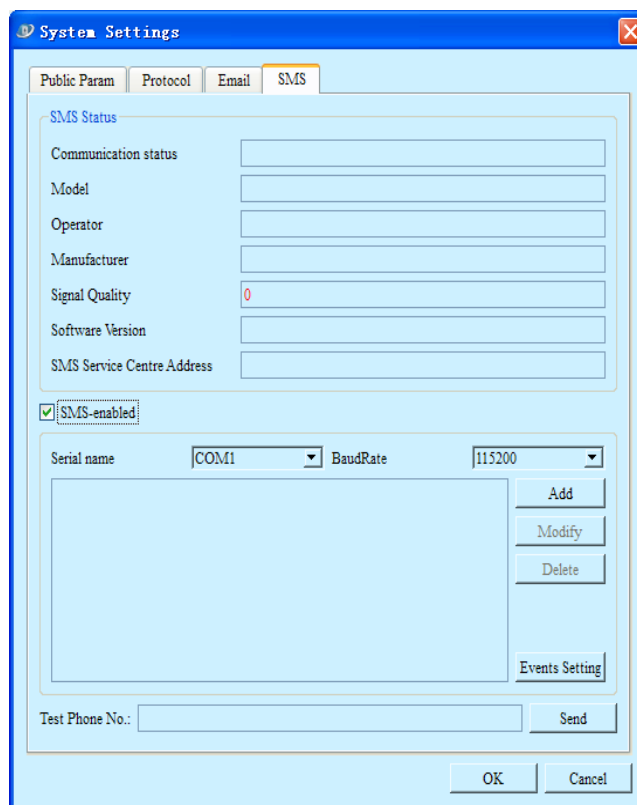 System Settings
Public Param Protocol Email SMS
SMS Status
Communication status
Model
Operator
Manufacturer
Signal Quality 0
Software Version
SMS Service Centre Address
SMS-enabled
Serial name COM1 BaudRate 115200
Add
Modify
Delete
Events Setting
Test Phone No.: Send
OK Cancel